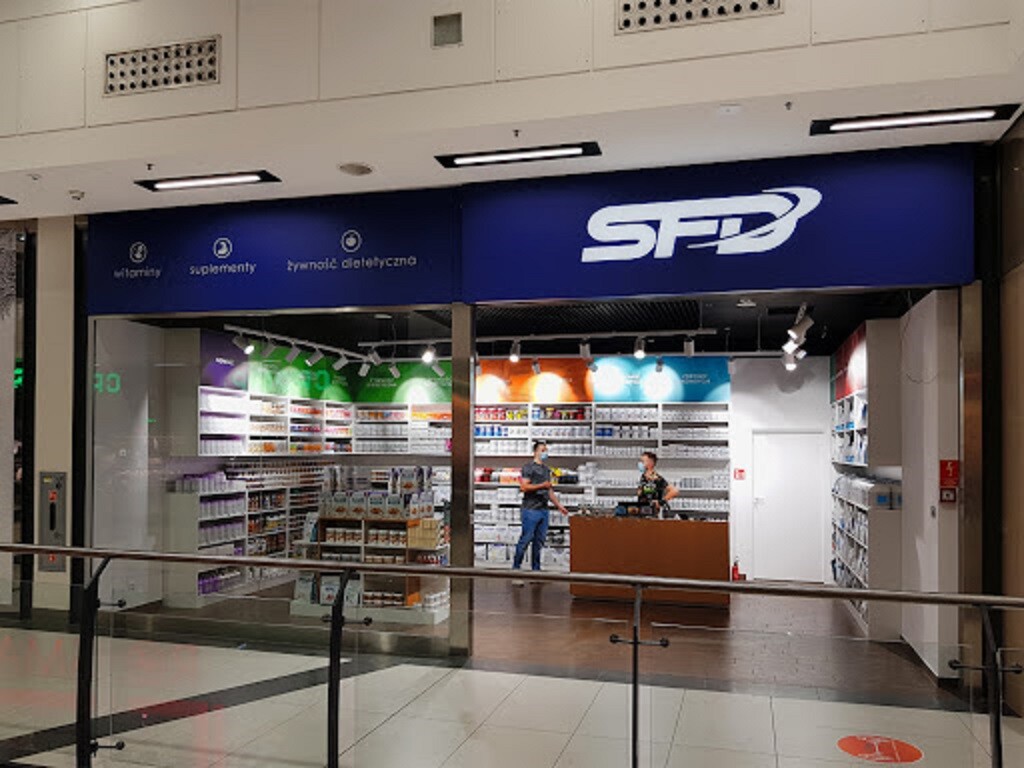 SFD
witaminy
suplementy
żywność dietetyczna